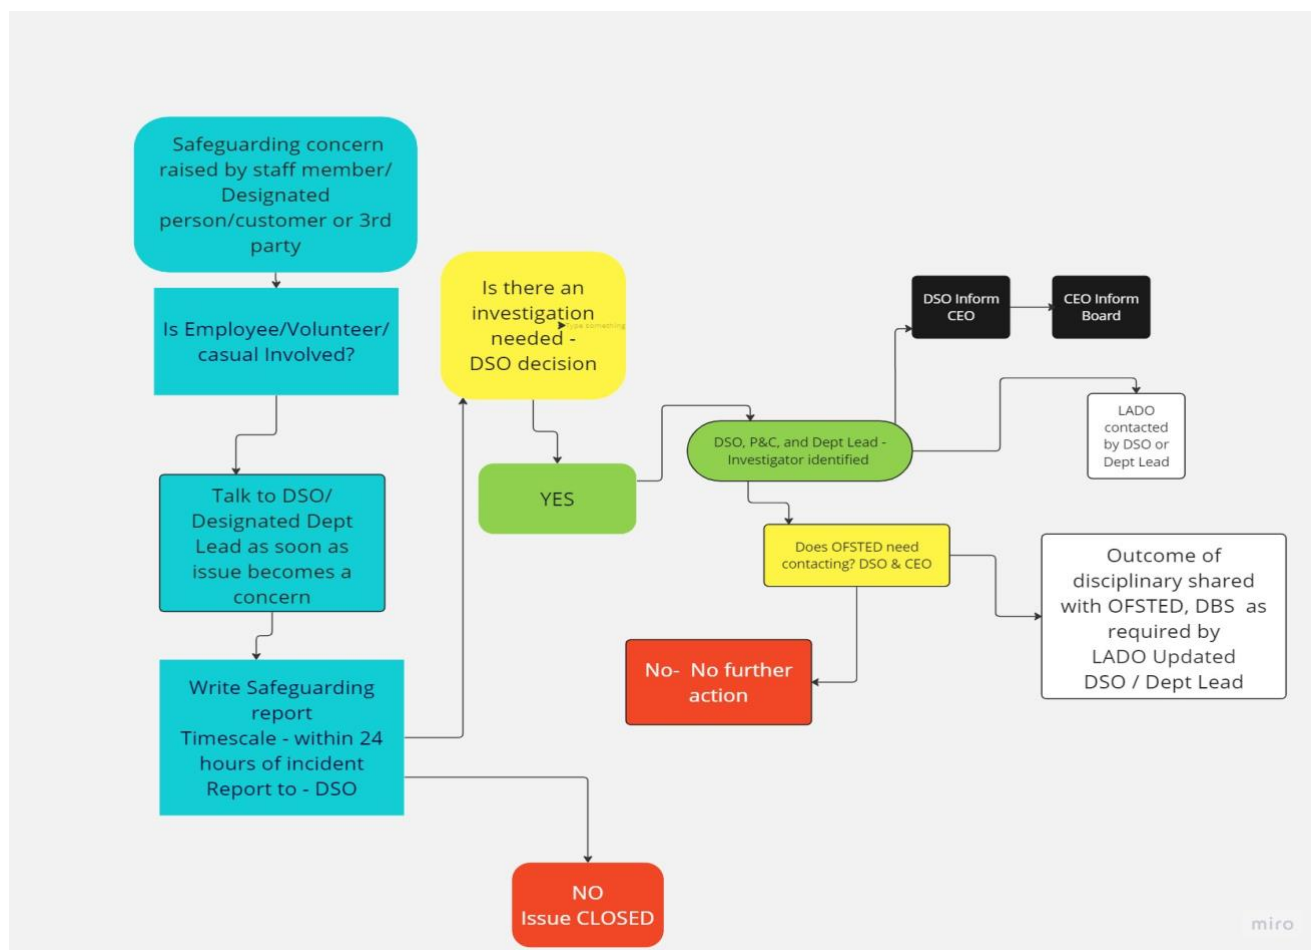 Safeguarding concern
raised by staff member/
Designated
person/customer or 3rd
party
Is Employee/Volunteer/
casual Involved?
Talk to DSO/
Designated Dept
Lead as soon as
issue becomes a
concern
Write Safeguarding
report
Timescale - within 24
hours of incident
Report to - DSO
Is there an
investigation
needed -
DSO decision
Type something
YES
NO
Issue CLOSED
DSO, P&C, and Dept Lead -
Investigator identified
DSO Inform
CEO
CEO Inform
Board
LADO
contacted
by DSO or
Dept Lead
Does OFSTED need
contacting? DSO & CEO
No-  No further
action
Outcome of
disciplinary shared
with OFSTED, DBS  as
required by
LADO Updated
DSO / Dept Lead
miro